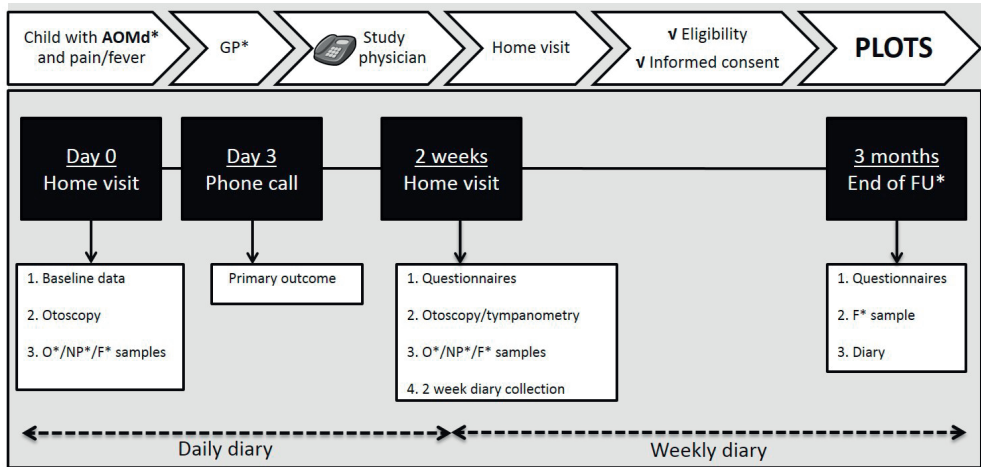 Child with AOMd*
and pain/fever
GP*
Study
physician
Home visit
√ Eligibility
√ Informed consent
PLOTS
Day 0
Home visit
Day 3
Phone call
2 weeks
Home visit
3 months
End of FU*
1. Baseline data
2. Otoscopy
3. O*/NP*/F* samples
Primary outcome
1. Questionnaires
2. Otoscopy/tympanometry
3. O*/NP*/F* samples
4. 2 week diary collection
1. Questionnaires
2. F* sample
3. Diary
Daily diary
Weekly diary